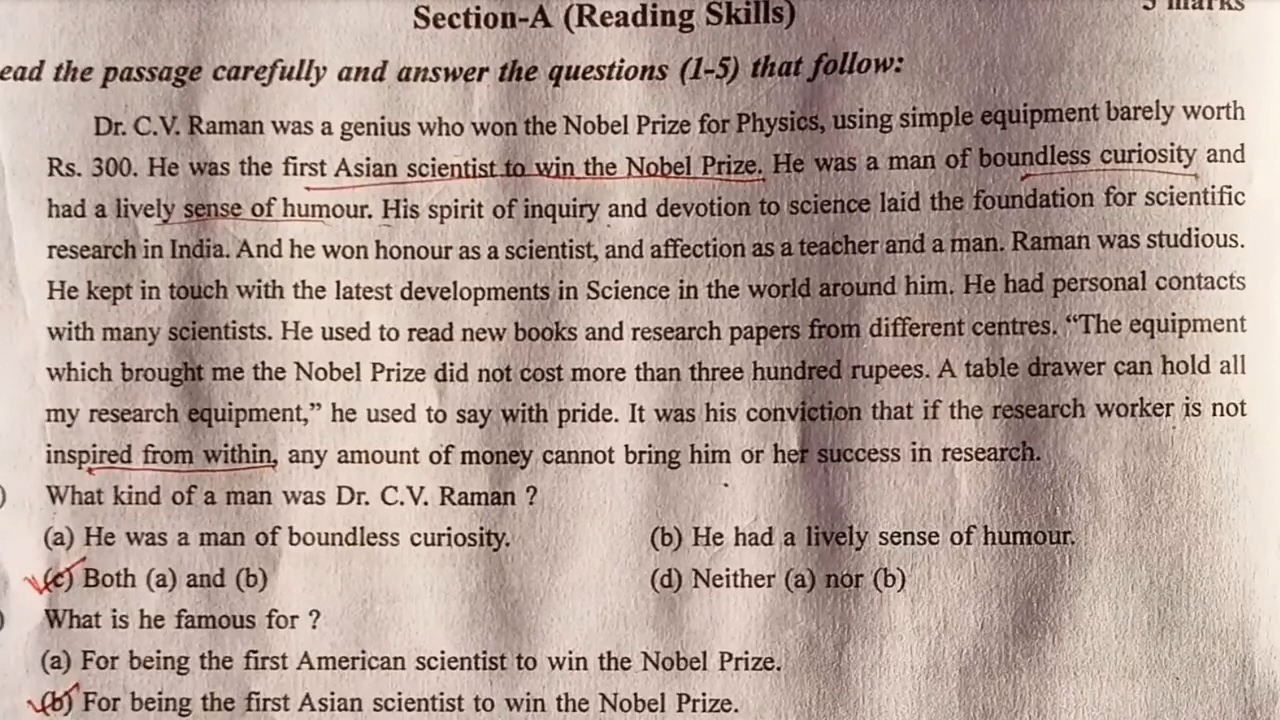 Section-A (Reading Skills)
ead the passage carefully and answer the questions (1-5) that follow:
Dr. C.V. Raman was a genius who won the Nobel Prize for Physics, using simple equipment barely worth
Rs. 300. He was the first Asian scientist to win the Nobel Prize. He was a man of boundless curiosity and
had a lively sense of humour. His spirit of inquiry and devotion to science laid the foundation for scientific
research in India. And he won honour as a scientist, and affection as a teacher and a man. Raman was studious.
He kept in touch with the latest developments in Science in the world around him. He had personal contacts
with many scientists. He used to read new books and research papers from different centres. “The equipment
which brought me the Nobel Prize did not cost more than three hundred rupees. A table drawer can hold all
my research equipment,” he used to say with pride. It was his conviction that if the research worker is not
inspired from within, any amount of money cannot bring him or her success in research.
) What kind of a man was Dr. C.V. Raman ?
(a) He was a man of boundless curiosity. (b) He had a lively sense of humour.
(c) Both (a) and (b) (d) Neither (a) nor (b)
) What is he famous for ?
(a) For being the first American scientist to win the Nobel Prize.
(b) For being the first Asian scientist to win the Nobel Prize.